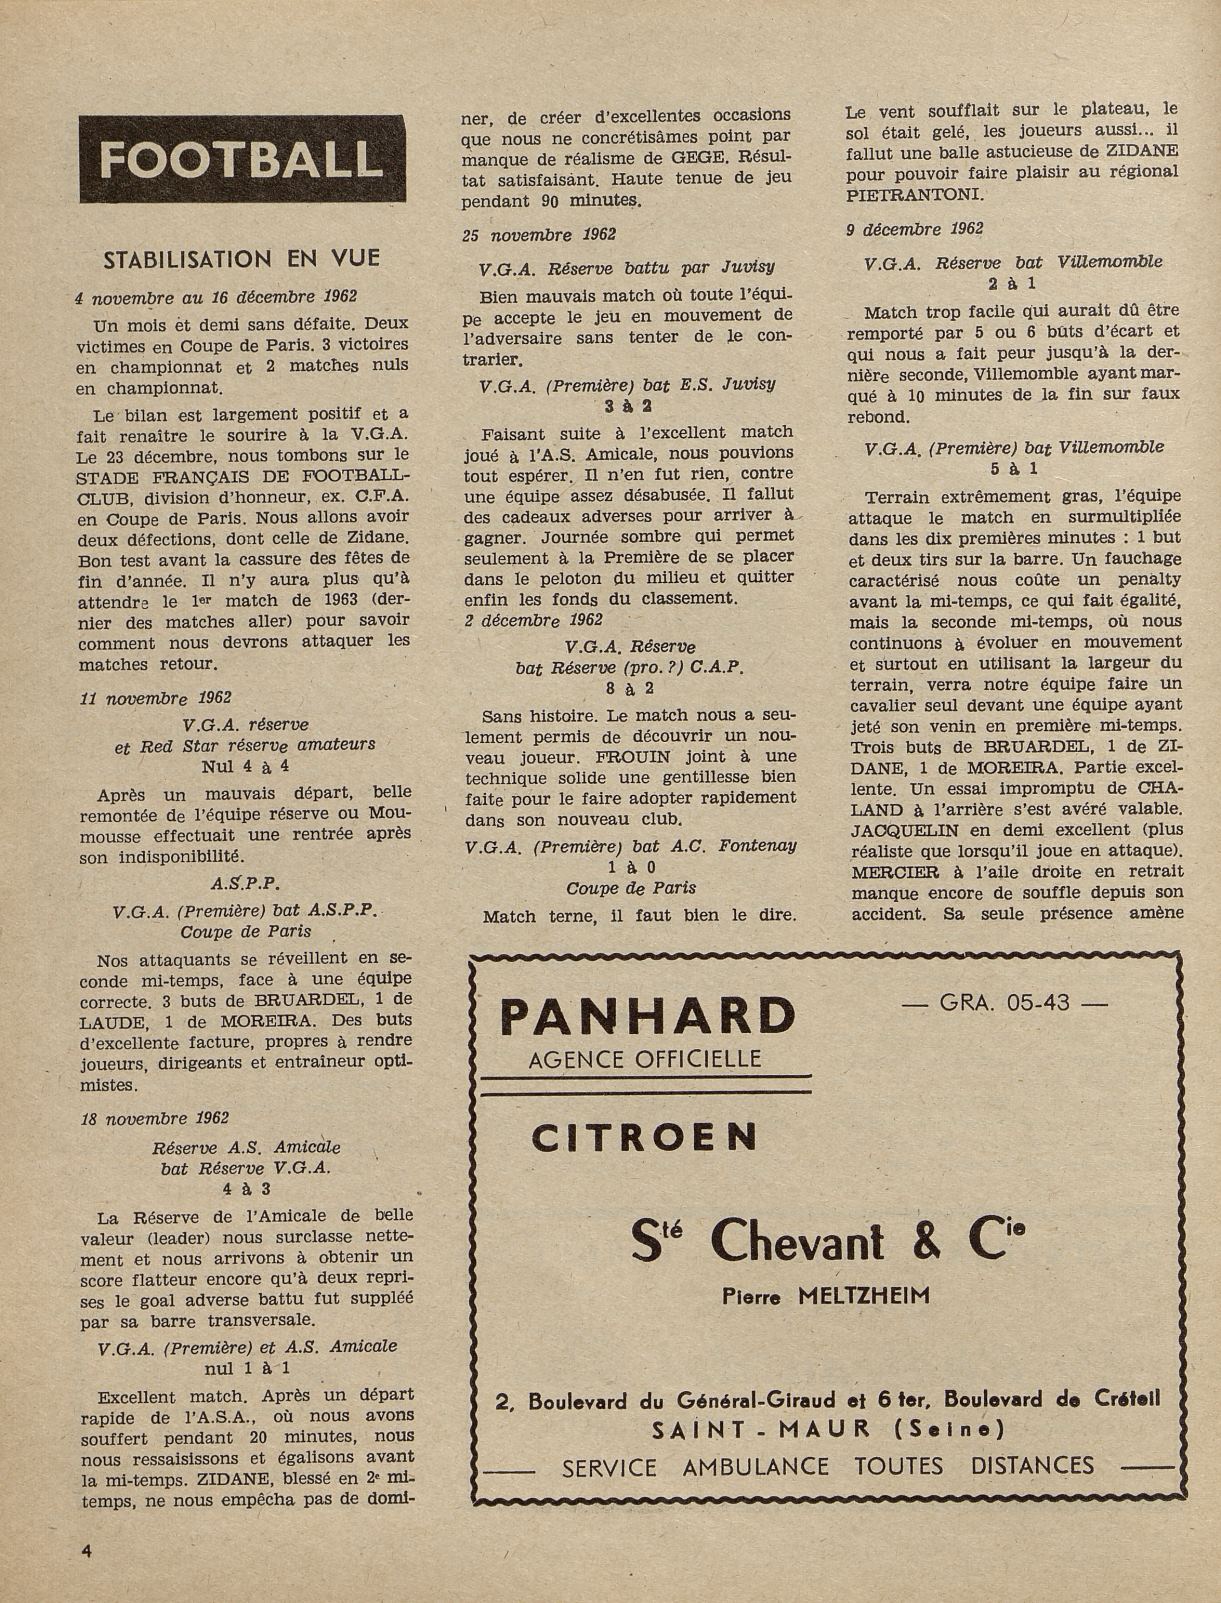 FOOTBALL
STABILISATION EN VUE
4 novembre au 16 décembre 1962
Un mois et demi sans défaite. Deux
victimes en Coupe de Paris. 3 victoires
en championnat et 2 matches nuls
en championnat.
Le bilan est largement positif et a
fait renaître le sourire à la V.G.A.
Le 23 décembre, nous tombons sur le
STADE FRANÇAIS DE FOOTBALL-
CLUB, division d'honneur, ex. C.F.A.
en Coupe de Paris. Nous allons avoir
deux défections, dont celle de Zidane.
Bon test avant la cassure des fêtes de
fin d'année. Il n'y aura plus qu'à
attendre le 1er match de 1963 (der-
nier des matches aller) pour savoir
comment nous devrons attaquer les
matches retour.
11 novembre 1962
V.G.A. réserve
et Red Star réserve amateurs
Nul 4 à 4
Après un mauvais départ, belle
remontée de l'équipe réserve ou Mou-
mousse effectuait une rentrée après
son indisponibilité.
A.S.P.P.
V.G.A. (Première) bat A.S.P.P.
Coupe de Paris
Nos attaquants se réveillent en se-
conde mi-temps, face à une équipe
correcte. 3 buts de BRUARDEL, 1 de
LAUDE, 1 de MOREIRA. Des buts
d'excellente facture, propres à rendre
joueurs, dirigeants et entraîneur opti-
mistes.
18 novembre 1962
Réserve A.S. Amicale
bat Réserve V.G.A.
4 à 3
La Réserve de l'Amicale de belle
valeur (leader) nous surclasse nette-
ment et nous arrivons à obtenir un
score flatteur encore qu'à deux repri-
ses le goal adverse battu fut suppléé
par sa barre transversale.
V.G.A. (Première) et A.S. Amicale
nul 1 à 1
Excellent match. Après un départ
rapide de l'A.S.A., où nous avons
souffert pendant 20 minutes, nous
nous ressaisissons et égalisons avant
la mi-temps. ZIDANE, blessé en 2e mi-
temps, ne nous empêcha pas de domi-
ner, de créer d'excellentes occasions
que nous ne concrétisâmes point par
manque de réalisme de GEGE. Résul-
tat satisfaisant. Haute tenue de jeu
pendant 90 minutes.
25 novembre 1962
V.G.A. Réserve battu par Juvisy
Bien mauvais match où toute l'équi-
pe accepte le jeu en mouvement de
l'adversaire sans tenter de le con-
trarier.
V.G.A. (Première) bat E.S. Juvisy
3 à 2
Faisant suite à l'excellent match
joué à l'A.S. Amicale, nous pouvions
tout espérer. Il n'en fut rien, contre
une équipe assez désabusée. Il fallut
des cadeaux adverses pour arriver à
gagner. Journée sombre qui permet
seulement à la Première de se placer
dans le peloton du milieu et quitter
enfin les fonds du classement.
2 décembre 1962
V.G.A. Réserve
bat Réserve (pro. ?) C.A.P.
8 à 2
Sans histoire. Le match nous a seu-
lement permis de découvrir un nou-
veau joueur. FROUIN joint à une
technique solide une gentillesse bien
faite pour le faire adopter rapidement
dans son nouveau club.
V.G.A. (Première) bat A.C. Fontenay
1 à 0
Coupe de Paris
Match terne, il faut bien le dire.
Le vent soufflait sur le plateau, le
sol était gelé, les joueurs aussi... il
fallut une balle astucieuse de ZIDANE
pour pouvoir faire plaisir au régional
PIETRANTONI.
9 décembre 1962
V.G.A. Réserve bat Villemomble
2 à 1
Match trop facile qui aurait dû être
remporté par 5 ou 6 bûts d'écart et
qui nous a fait peur jusqu'à la der-
nière seconde, Villemomble ayant mar-
qué à 10 minutes de la fin sur faux
rebond.
V.G.A. (Première) bat Villemomble
5 à 1
Terrain extrêmement gras, l'équipe
attaque le match en surmultipliée
dans les dix premières minutes : 1 but
et deux tirs sur la barre. Un fauchage
caractérisé nous coûte un penalty
avant la mi-temps, ce qui fait égalité,
mais la seconde mi-temps, où nous
continuons à évoluer en mouvement
et surtout en utilisant la largeur du
terrain, verra notre équipe faire un
cavalier seul devant une équipe ayant
jeté son venin en première mi-temps.
Trois buts de BRUARDEL, 1 de ZI-
DANE, 1 de MOREIRA. Partie excel-
lente. Un essai impromptu de CHA-
LAND à l'arrière s'est avéré valable.
JACQUELIN en demi excellent (plus
réaliste que lorsqu'il joue en attaque).
MERCIER à l'aile droite en retrait
manque encore de souffle depuis son
accident. Sa seule présence amène
PANHARD
AGENCE OFFICIELLE
— GRA. 05-43 —
CITROEN
Sté Chevant & Cie
Pierre MELTZHEIM
2, Boulevard du Général-Giraud et 6 ter, Boulevard de Créteil
SAINT-MAUR (Seine)
—— SERVICE AMBULANCE TOUTES DISTANCES ——
4